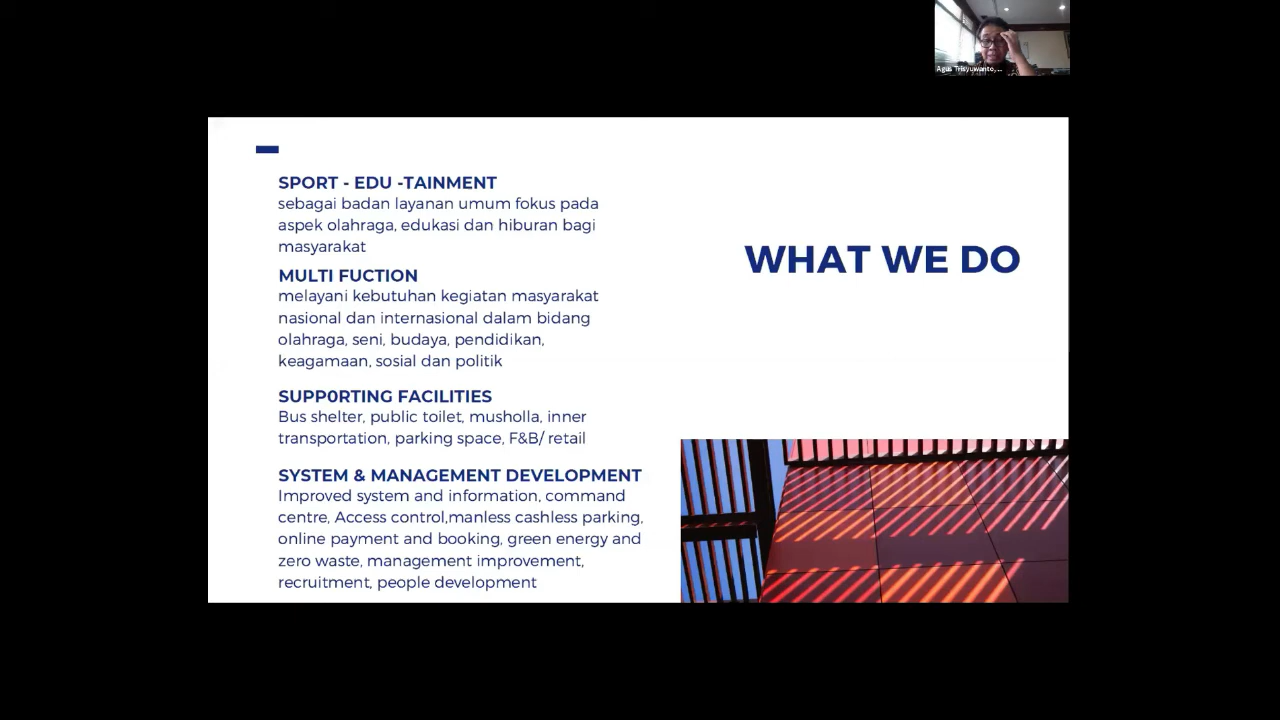 Agus Trisyuwanto,...
SPORT - EDU -TAINMENT
sebagai badan layanan umum fokus pada
aspek olahraga, edukasi dan hiburan bagi
masyarakat
MULTI FUCTION
melayani kebutuhan kegiatan masyarakat
nasional dan internasional dalam bidang
olahraga, seni, budaya, pendidikan,
keagamaan, sosial dan politik
SUPP0RTING FACILITIES
Bus shelter, public toilet, musholla, inner
transportation, parking space, F&B/ retail
SYSTEM & MANAGEMENT DEVELOPMENT
Improved system and information, command
centre, Access control,manless cashless parking,
online payment and booking, green energy and
zero waste, management improvement,
recruitment, people development
WHAT WE DO